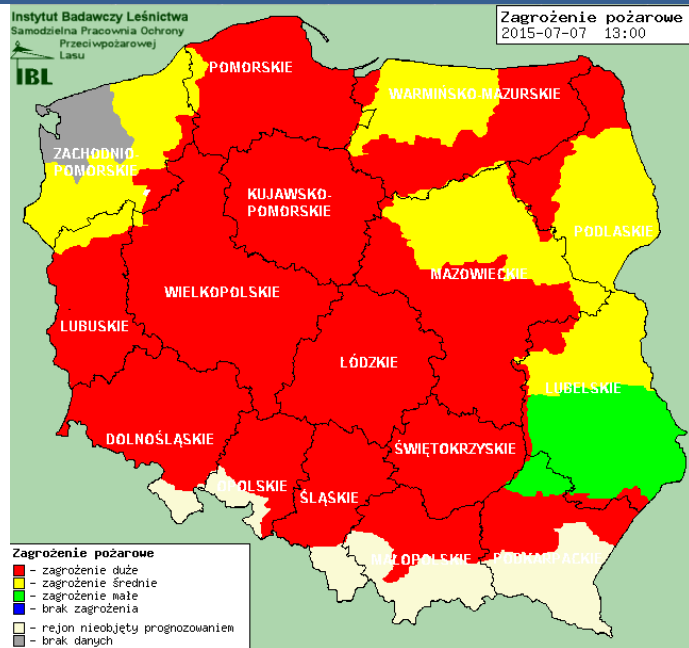 Instytut Badawczy Leśnictwa
Samodzielna Pracownia Ochrony
Przeciwpożarowej
Lasu
IBL
Zagrożenie pożarowe
2015-07-07 13:00
POMORSKIE
WARMIŃSKO-MAZURSKIE
ZACHODNIO-
POMORSKIE
KUJAWSKO-
POMORSKIE
PODLASKIE
MAZOWIECKIE
WIELKOPOLSKIE
LUBUSKIE
ŁÓDZKIE
LUBELSKIE
DOLNOŚLĄSKIE
ŚWIĘTOKRZYSKIE
OPOLSKIE
ŚLĄSKIE
MAŁOPOLSKIE
PODKARPACKIE
Zagrożenie pożarowe
- zagrożenie duże
- zagrożenie średnie
- zagrożenie małe
- brak zagrożenia
- rejon nieobjęty prognozowaniem
- brak danych